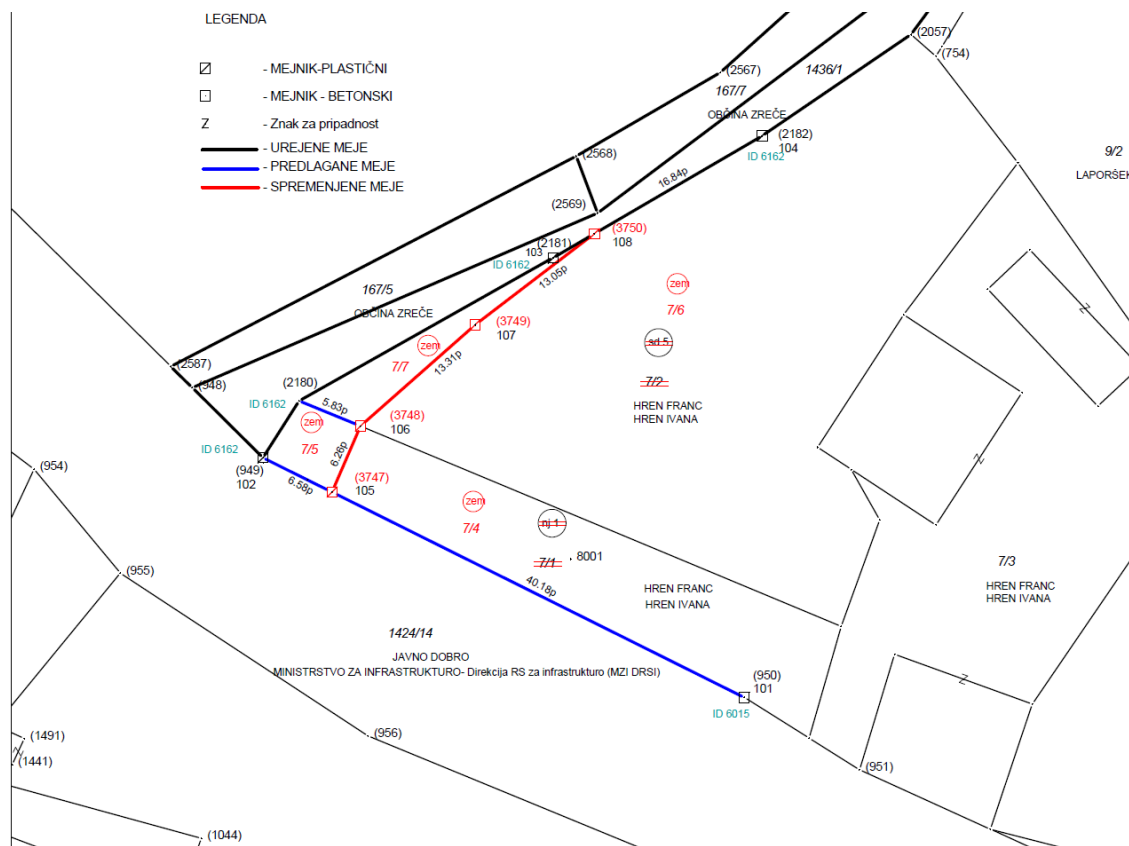 LEGENDA
- MEJNIK-PLASTIČNI
- MEJNIK - BETONSKI
Z - Znak za pripadnost
- UREJENE MEJE
- PREDLAGANE MEJE
- SPREMENJENE MEJE
(2057)
(754)
(2567)
1436/1
167/7
OBČINA ZREČE
(2182)
104
ID 6162
9/2
LAPORŠEK
(2568)
16.84p
(2569)
(3750)
108
(2181)
103
ID 6162
13.05p
167/5
OBČINA ZREČE
zem
7/6
Z
(3749)
107
zem
7/7
13.31p
sd 5
7/2
HREN FRANC
HREN IVANA
(2587)
(948)
(2180)
ID 6162
5.83p
(3748)
106
zem
7/5
ID 6162
(949)
102
6.26p
6.58p
(3747)
105
Z
(954)
zem
7/4
nj 1
7/1 , 8001
(955)
40.18p
HREN FRANC
HREN IVANA
7/3
HREN FRANC
HREN IVANA
1424/14
JAVNO DOBRO
MINISTRSTVO ZA INFRASTRUKTURO- Direkcija RS za infrastrukturo (MZI DRSI)
(950)
101
ID 6015
Z
(956)
(1491)
Z
(1441)
(951)
(1044)